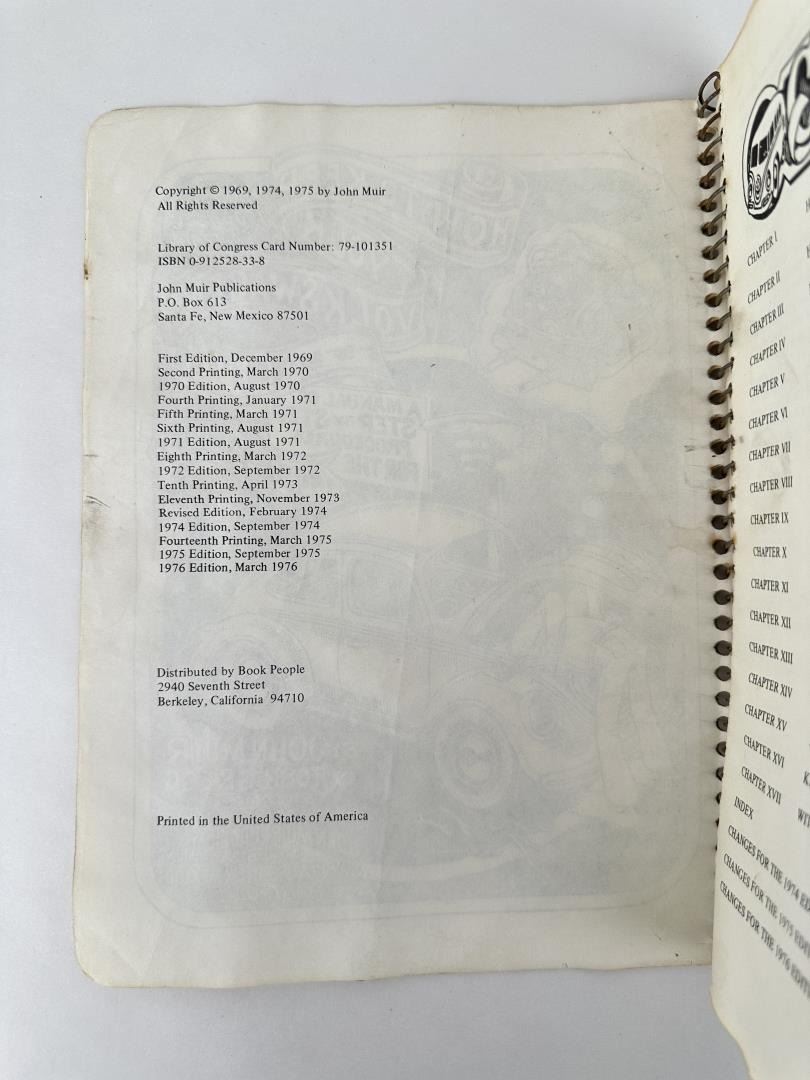 Copyright © 1969, 1974, 1975 by John Muir
All Rights Reserved
Library of Congress Card Number: 79-101351
ISBN 0-912528-33-8
John Muir Publications
P.O. Box 613
Santa Fe, New Mexico 87501
First Edition, December 1969
Second Printing, March 1970
1970 Edition, August 1970
Fourth Printing, January 1971
Fifth Printing, March 1971
Sixth Printing, August 1971
1971 Edition, August 1971
Eighth Printing, March 1972
1972 Edition, September 1972
Tenth Printing, April 1973
Eleventh Printing, November 1973
Revised Edition, February 1974
1974 Edition, September 1974
Fourteenth Printing, March 1975
1975 Edition, September 1975
1976 Edition, March 1976
Distributed by Book People
2940 Seventh Street
Berkeley, California 94710
Printed in the United States of America
CHAPTER I
CHAPTER II
CHAPTER III
CHAPTER IV
CHAPTER V
CHAPTER VI
CHAPTER VII
CHAPTER VIII
CHAPTER IX
CHAPTER X
CHAPTER XI
CHAPTER XII
CHAPTER XIII
CHAPTER XIV
CHAPTER XV
CHAPTER XVI
CHAPTER XVII
INDEX
CHANGES FOR THE 1974
CHANGES FOR THE 1975
CHANGES FOR THE 1976